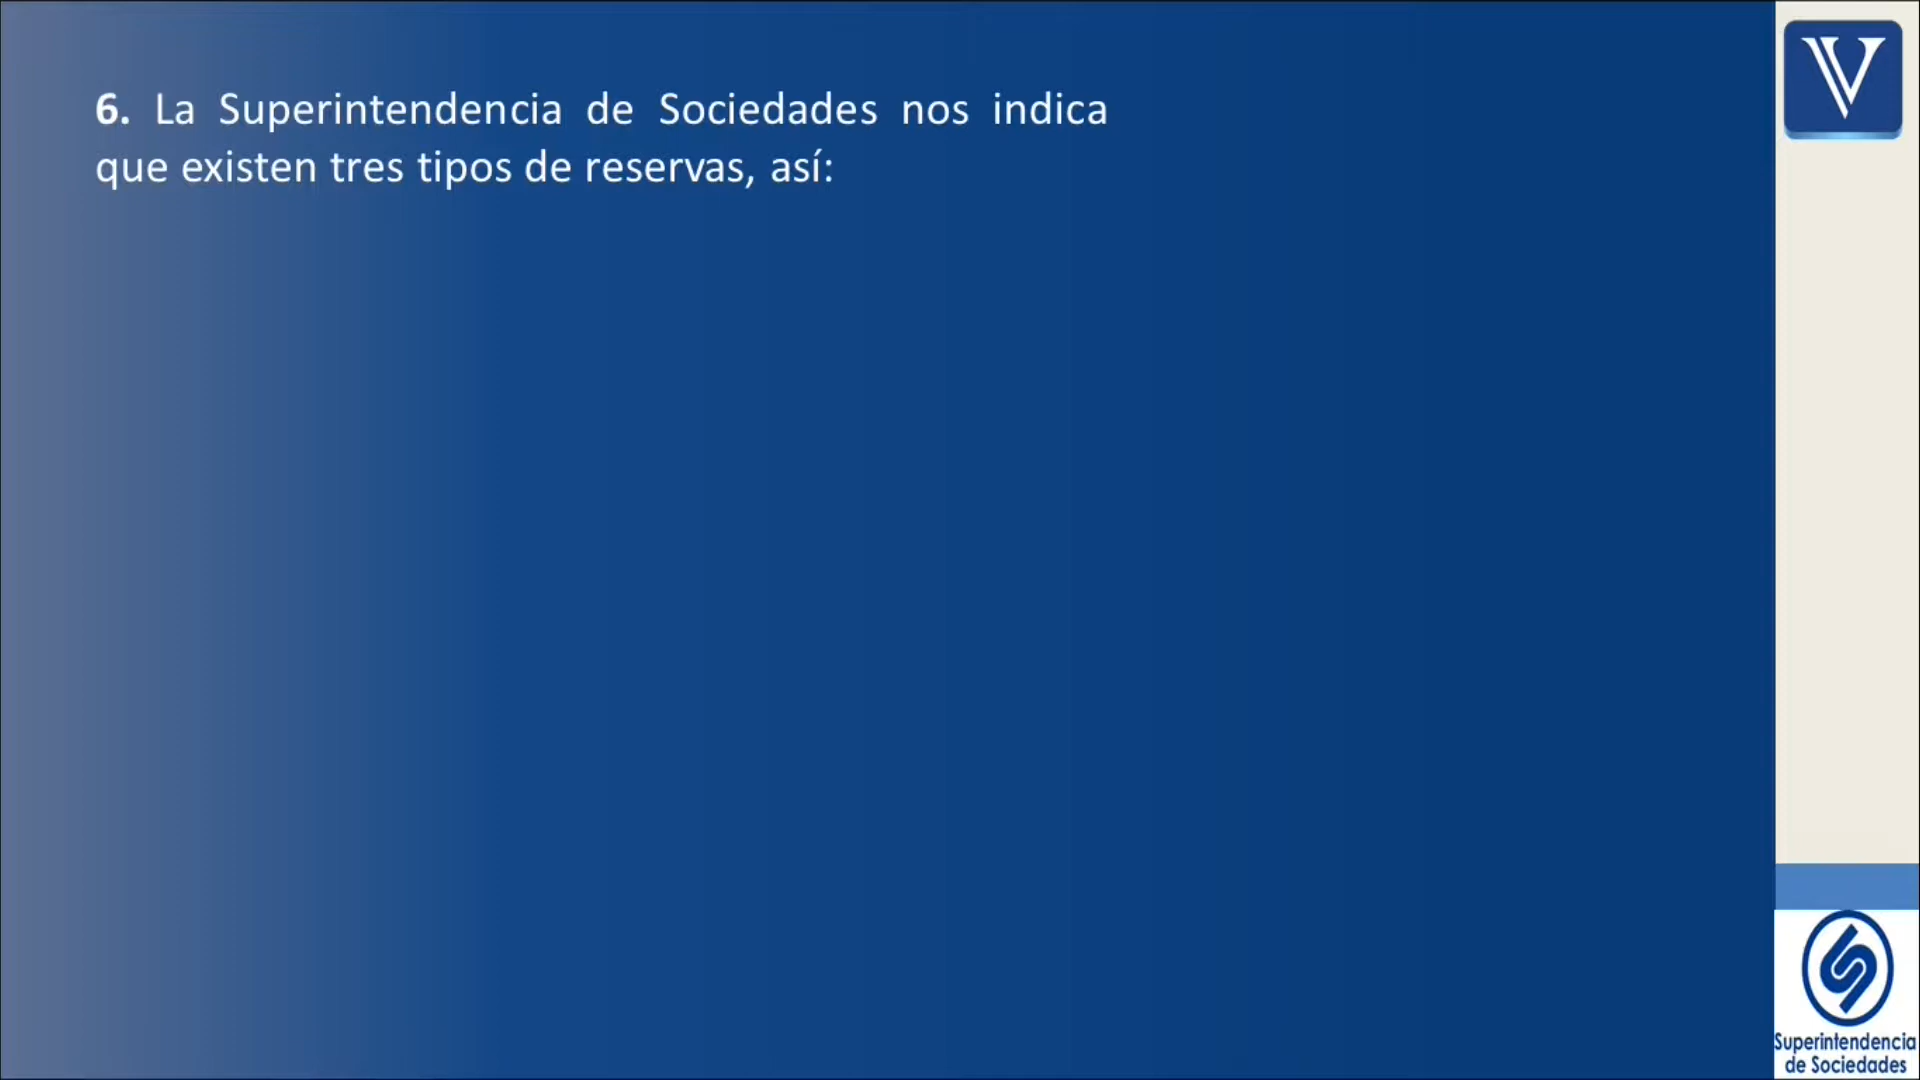 6. La Superintendencia de Sociedades nos indica
que existen tres tipos de reservas, así:
V
Superintendencia
de Sociedades